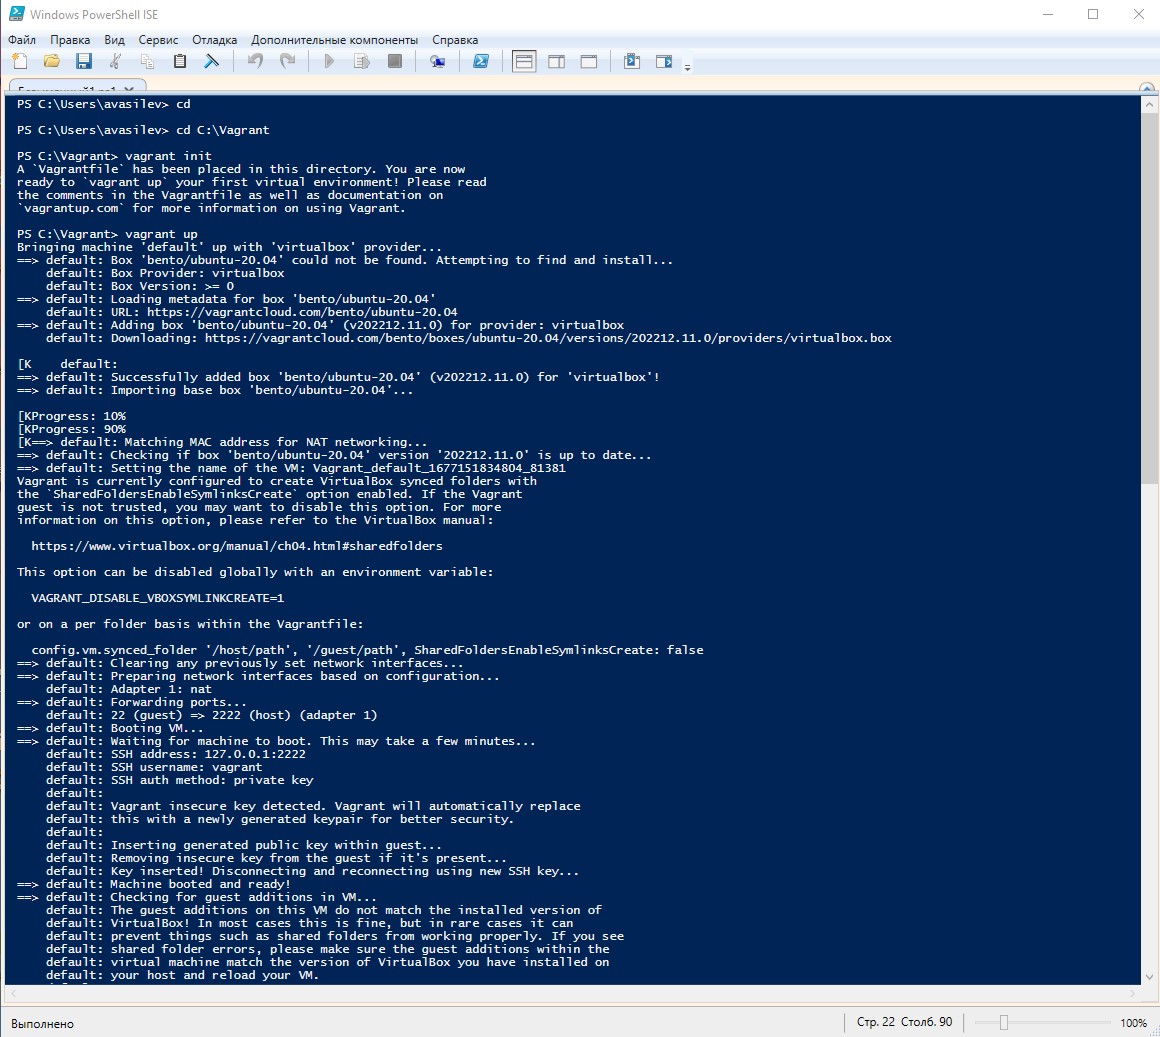 Windows PowerShell ISE
Файл Правка Вид Сервис Отладка Дополнительные компоненты Справка
PS C:\Users\avasilev> cd
PS C:\Users\avasilev> cd C:\Vagrant
PS C:\Vagrant> vagrant init
A `Vagrantfile` has been placed in this directory. You are now
ready to `vagrant up` your first virtual environment! Please read
the comments in the Vagrantfile as well as documentation on
`vagrantup.com` for more information on using Vagrant.
PS C:\Vagrant> vagrant up
Bringing machine 'default' up with 'virtualbox' provider...
==> default: Box 'bento/ubuntu-20.04' could not be found. Attempting to find and install...
    default: Box Provider: virtualbox
    default: Box Version: >= 0
==> default: Loading metadata for box 'bento/ubuntu-20.04'
    default: URL: https://vagrantcloud.com/bento/ubuntu-20.04
==> default: Adding box 'bento/ubuntu-20.04' (v202212.11.0) for provider: virtualbox
    default: Downloading: https://vagrantcloud.com/bento/boxes/ubuntu-20.04/versions/202212.11.0/providers/virtualbox.box
[K    default:
==> default: Successfully added box 'bento/ubuntu-20.04' (v202212.11.0) for 'virtualbox'!
==> default: Importing base box 'bento/ubuntu-20.04'...
[KProgress: 10%
[KProgress: 90%
[K==> default: Matching MAC address for NAT networking...
==> default: Checking if box 'bento/ubuntu-20.04' version '202212.11.0' is up to date...
==> default: Setting the name of the VM: Vagrant_default_1677151834804_81381
Vagrant is currently configured to create VirtualBox synced folders with
the `SharedFoldersEnableSymlinksCreate` option enabled. If the Vagrant
guest is not trusted, you may want to disable this option. For more
information on this option, please refer to the VirtualBox manual:
  https://www.virtualbox.org/manual/ch04.html#sharedfolders
This option can be disabled globally with an environment variable:
  VAGRANT_DISABLE_VBOXSYMLINKCREATE=1
or on a per folder basis within the Vagrantfile:
  config.vm.synced_folder '/host/path', '/guest/path', SharedFoldersEnableSymlinksCreate: false
==> default: Clearing any previously set network interfaces...
==> default: Preparing network interfaces based on configuration...
    default: Adapter 1: nat
==> default: Forwarding ports...
    default: 22 (guest) => 2222 (host) (adapter 1)
==> default: Booting VM...
==> default: Waiting for machine to boot. This may take a few minutes...
    default: SSH address: 127.0.0.1:2222
    default: SSH username: vagrant
    default: SSH auth method: private key
    default:
    default: Vagrant insecure key detected. Vagrant will automatically replace
    default: this with a newly generated keypair for better security.
    default:
    default: Inserting generated public key within guest...
    default: Removing insecure key from the guest if it's present...
    default: Key inserted! Disconnecting and reconnecting using new SSH key...
==> default: Machine booted and ready!
==> default: Checking for guest additions in VM...
    default: The guest additions on this VM do not match the installed version of
    default: VirtualBox! In most cases this is fine, but in rare cases it can
    default: prevent things such as shared folders from working properly. If you see
    default: shared folder errors, please make sure the guest additions within the
    default: virtual machine match the version of VirtualBox you have installed on
    default: your host and reload your VM.
Выполнено Стр. 22 Столб. 90 100%